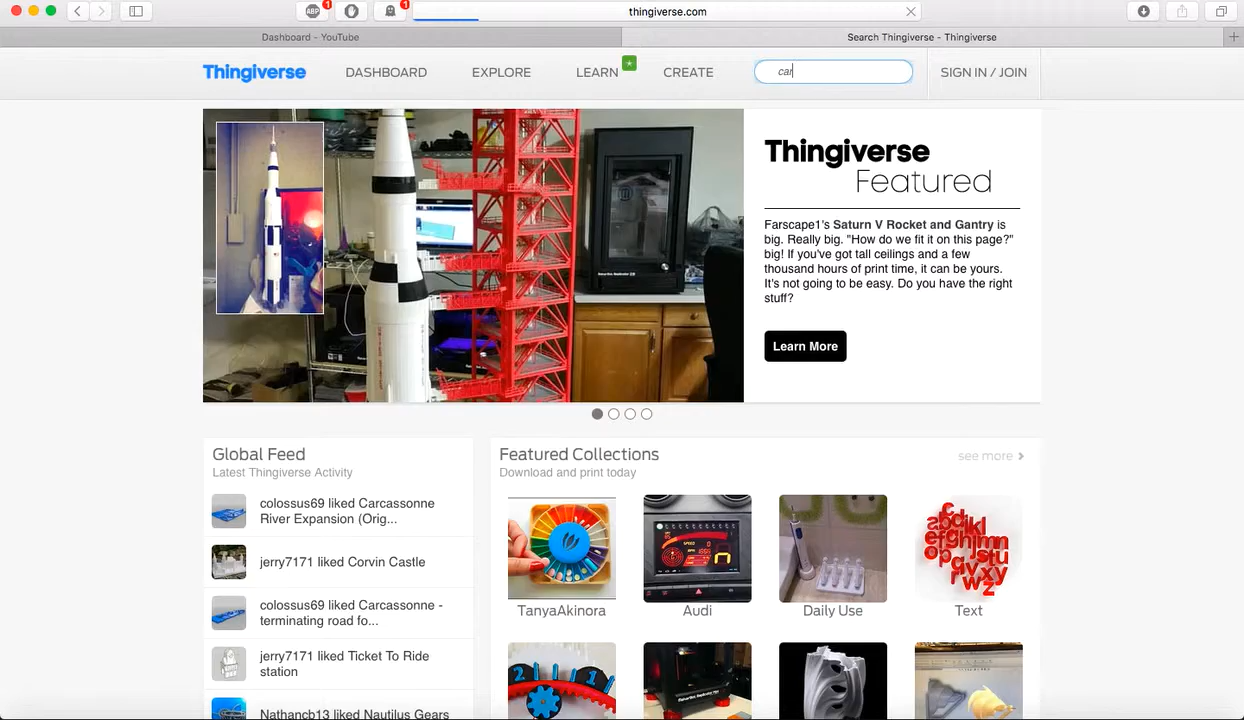 thingiverse.com
ABP 1 1
Dashboard - YouTube
Search Thingiverse - Thingiverse
Thingiverse DASHBOARD EXPLORE LEARN CREATE car SIGN IN / JOIN
Thingiverse
Featured
Farscape1's Saturn V Rocket and Gantry is
big. Really big. "How do we fit it on this page?"
big! If you've got tall ceilings and a few
thousand hours of print time, it can be yours.
It's not going to be easy. Do you have the right
stuff?
Learn More
Global Feed
Latest Thingiverse Activity
colossus69 liked Carcassonne
River Expansion (Orig...
jerry7171 liked Corvin Castle
colossus69 liked Carcassonne -
terminating road fo...
jerry7171 liked Ticket To Ride
station
Nathancb13 liked Nautilus Gears
Featured Collections
see more
Download and print today
TanyaAkinora
Audi
Daily Use
Text